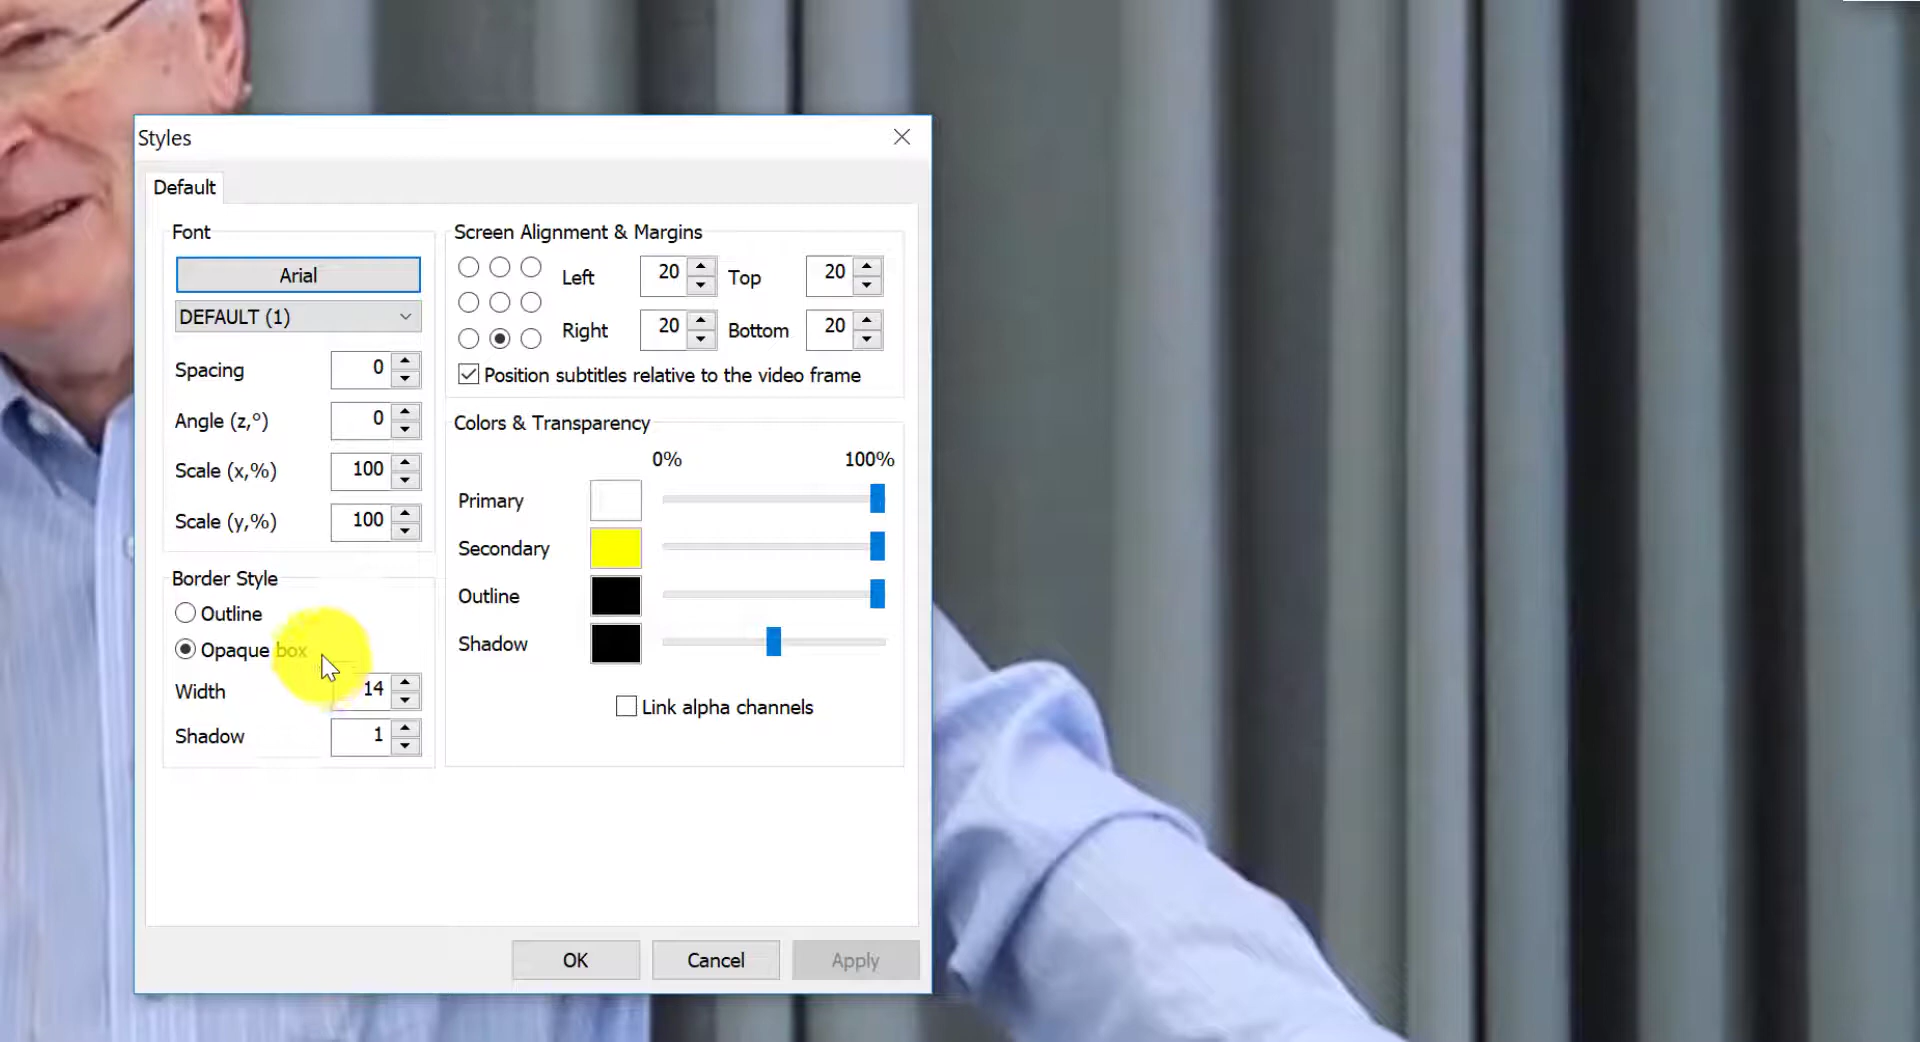 Styles
Default
Font
Arial
DEFAULT (1)
Spacing 0
Angle (z,°) 0
Scale (x,%) 100
Scale (y,%) 100
Border Style
Outline
Opaque box
Width 14
Shadow 1
Screen Alignment & Margins
Left 20 Top 20
Right 20 Bottom 20
Position subtitles relative to the video frame
Colors & Transparency
0% 100%
Primary
Secondary
Outline
Shadow
Link alpha channels
OK Cancel Apply